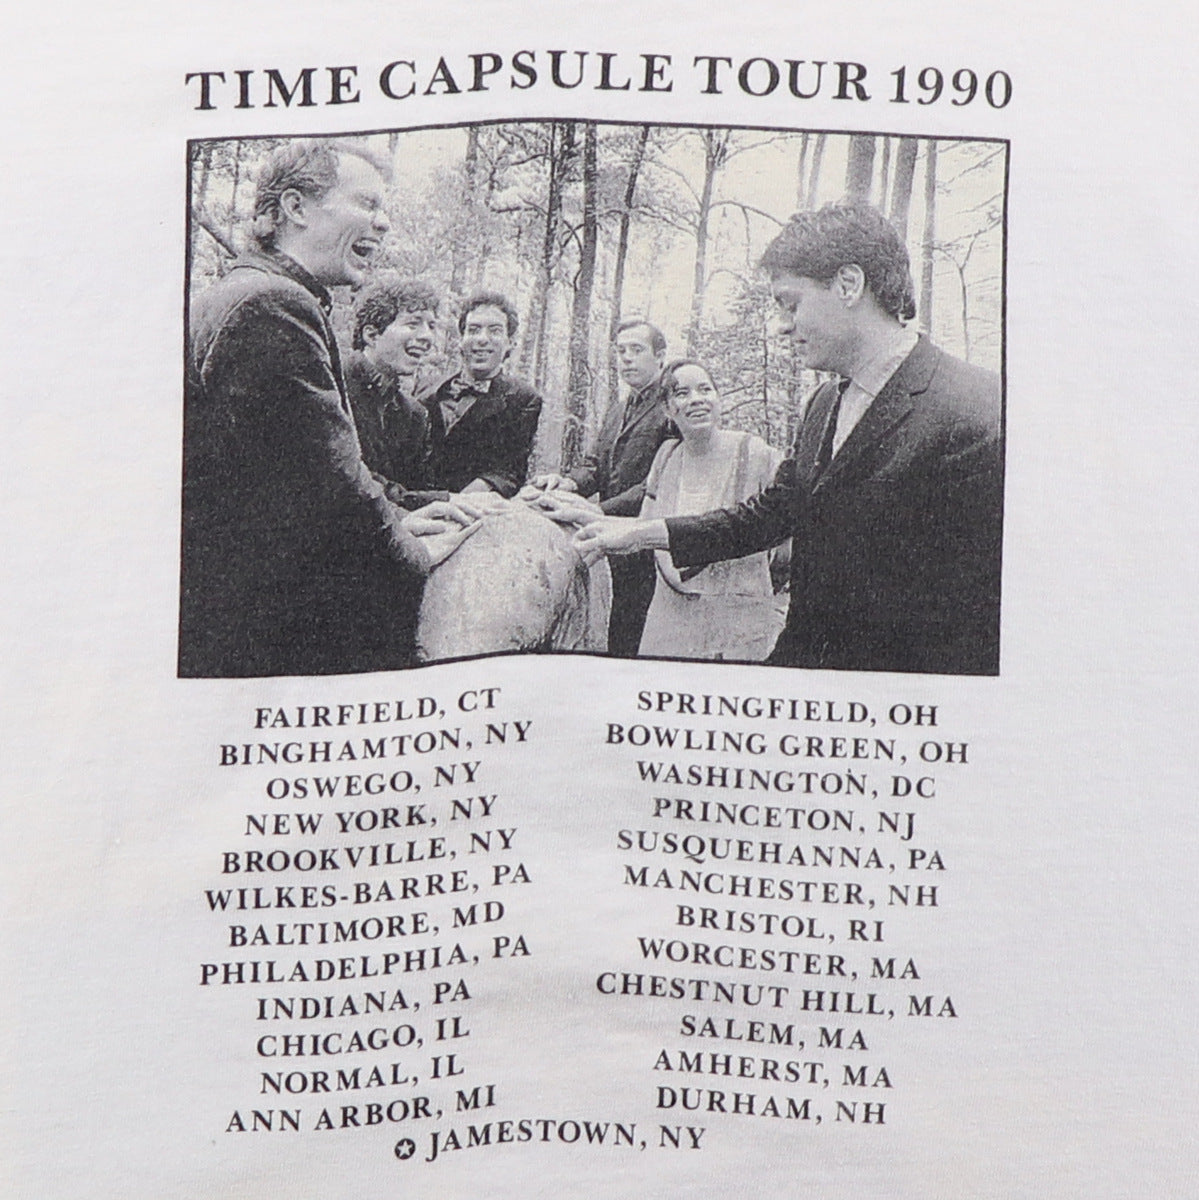 TIME CAPSULE TOUR 1990
FAIRFIELD, CT
BINGHAMTON, NY
OSWEGO, NY
NEW YORK, NY
BROOKVILLE, NY
WILKES-BARRE, PA
BALTIMORE, MD
PHILADELPHIA, PA
INDIANA, PA
CHICAGO, IL
NORMAL, IL
ANN ARBOR, MI
SPRINGFIELD, OH
BOWLING GREEN, OH
WASHINGTON, DC
PRINCETON, NJ
SUSQUEHANNA, PA
MANCHESTER, NH
BRISTOL, RI
WORCESTER, MA
CHESTNUT HILL, MA
SALEM, MA
AMHERST, MA
DURHAM, NH
✪ JAMESTOWN, NY